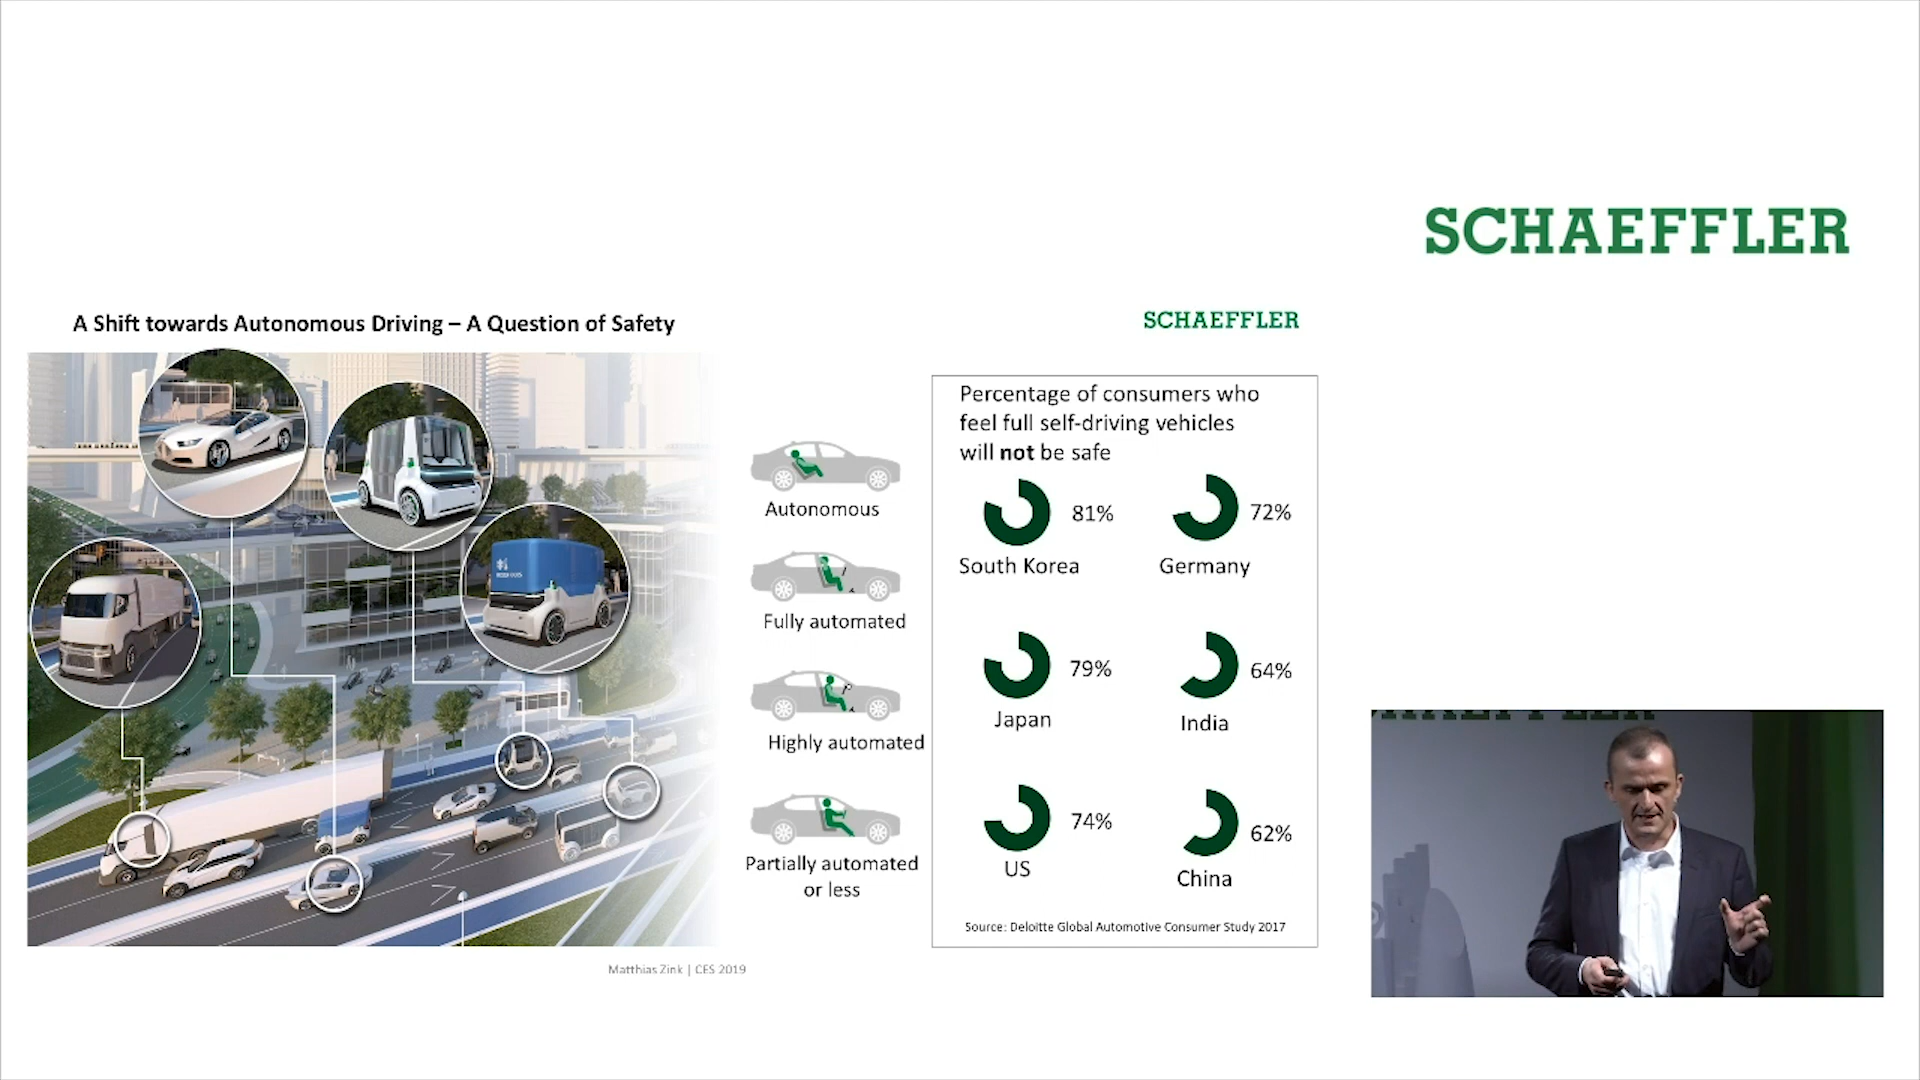 SCHAEFFLER
A Shift towards Autonomous Driving – A Question of Safety
SCHAEFFLER
Autonomous
Fully automated
Highly automated
Partially automated
or less
Percentage of consumers who
feel full self-driving vehicles
will not be safe
81%
South Korea
72%
Germany
79%
Japan
64%
India
74%
US
62%
China
Source: Deloitte Global Automotive Consumer Study 2017
Matthias Zink | CES 2019